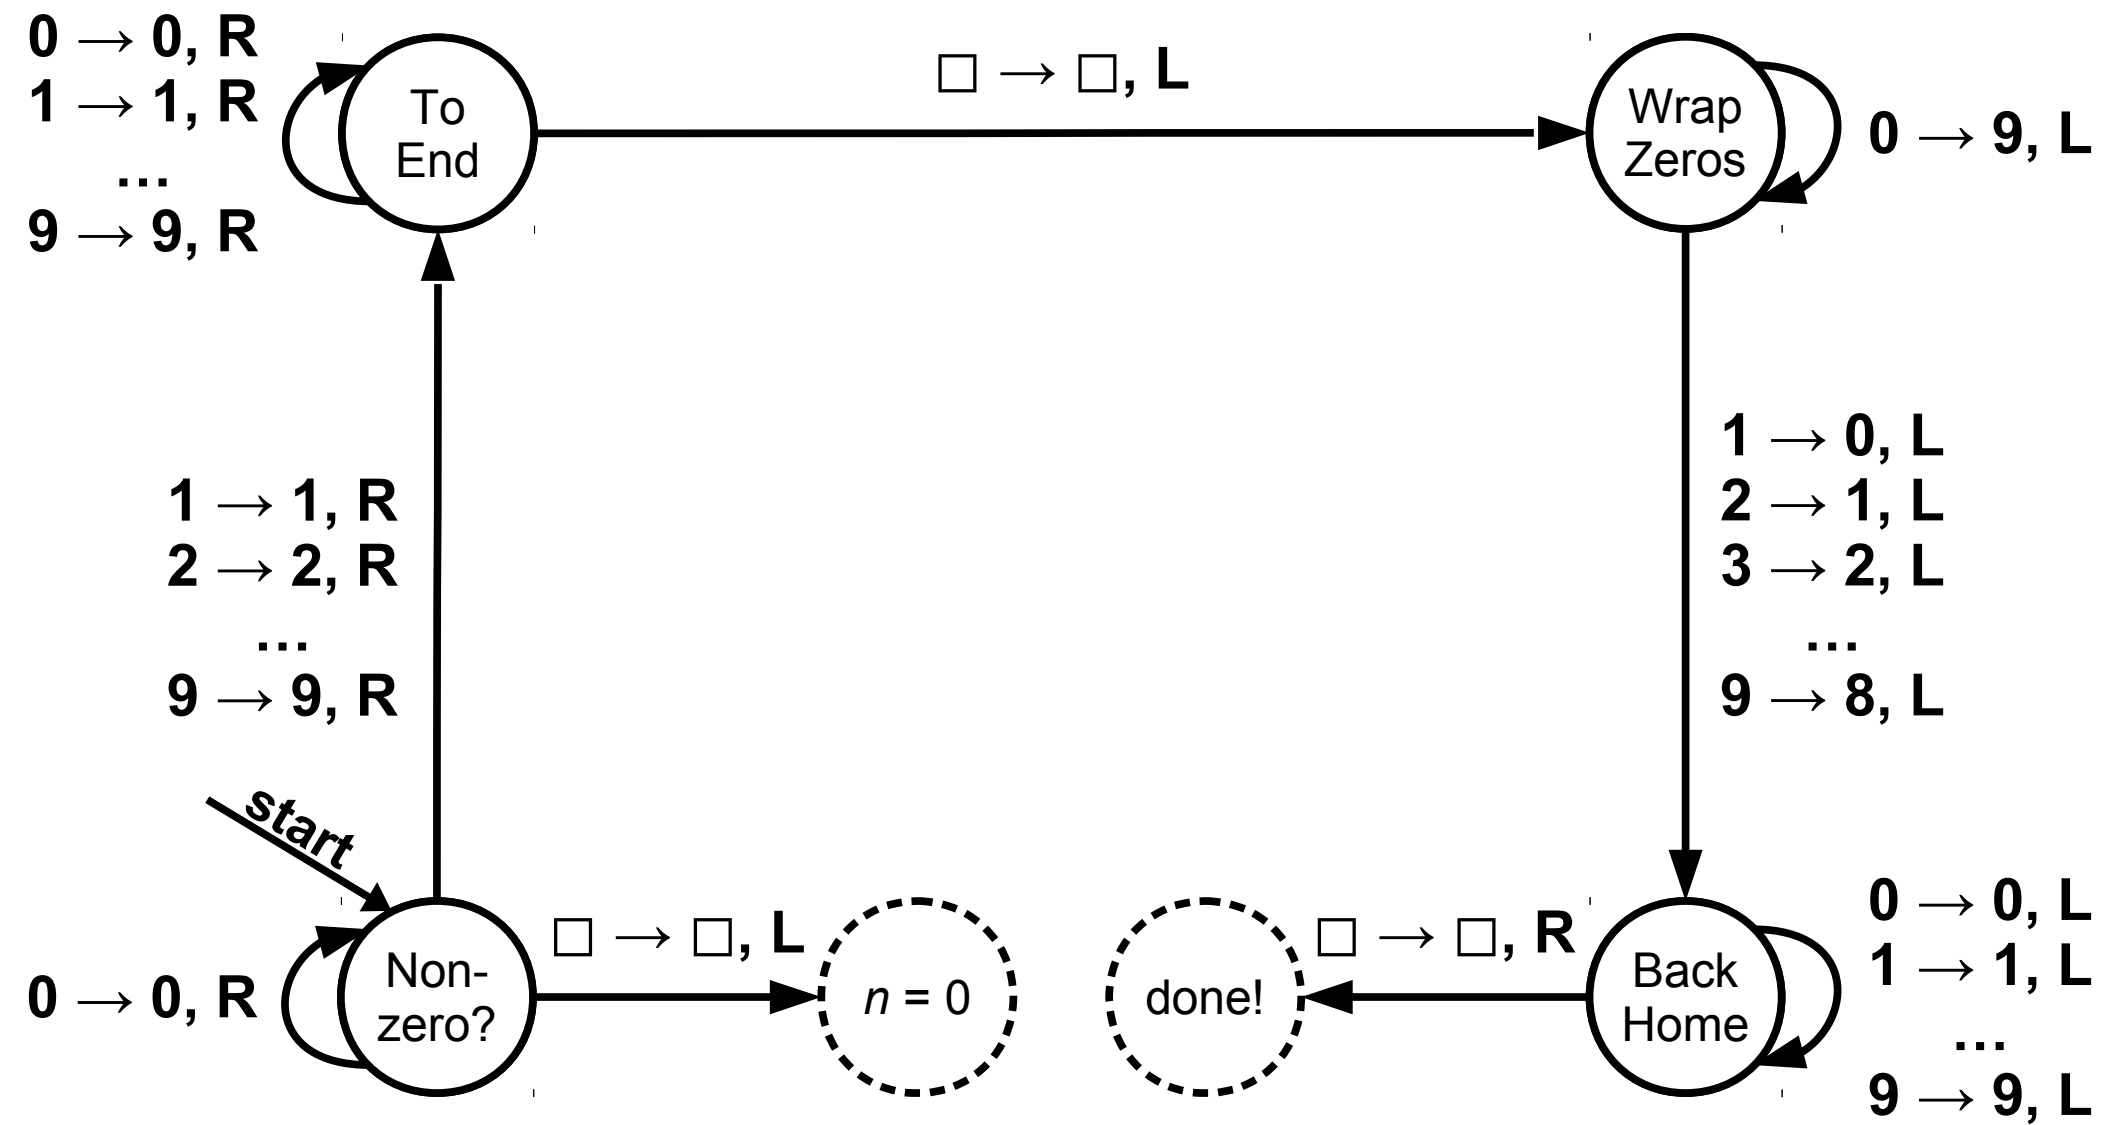 0 → 0, R
1 → 1, R
...
9 → 9, R
To
End
□ → □, L
Wrap
Zeros
0 → 9, L
1 → 1, R
2 → 2, R
...
9 → 9, R
1 → 0, L
2 → 1, L
3 → 2, L
...
9 → 8, L
start
0 → 0, R
Non-
zero?
□ → □, L
n = 0
done!
□ → □, R
Back
Home
0 → 0, L
1 → 1, L
...
9 → 9, L